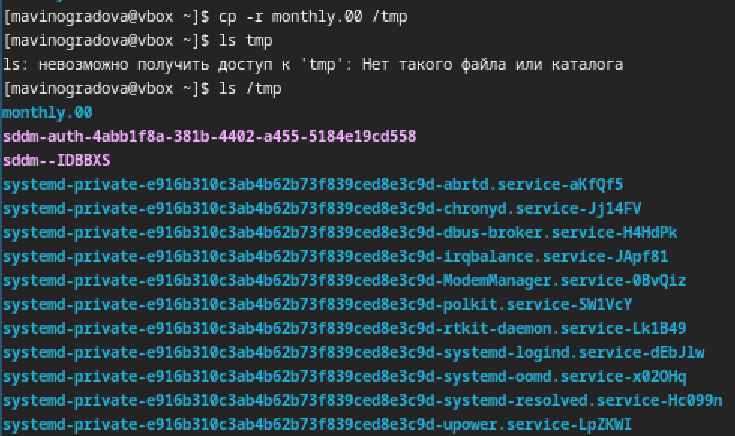 [mavinogradova@vbox ~]$ cp -r monthly.00 /tmp
[mavinogradova@vbox ~]$ ls tmp
ls: невозможно получить доступ к 'tmp': Нет такого файла или каталога
[mavinogradova@vbox ~]$ ls /tmp
monthly.00
sddm-auth-4abb1f8a-381b-4402-a455-5184e19cd558
sddm--IDBBXS
systemd-private-e916b310c3ab4b62b73f839ced8e3c9d-abrtd.service-aKfQf5
systemd-private-e916b310c3ab4b62b73f839ced8e3c9d-chronyd.service-Jj14FV
systemd-private-e916b310c3ab4b62b73f839ced8e3c9d-dbus-broker.service-H4HdPk
systemd-private-e916b310c3ab4b62b73f839ced8e3c9d-irqbalance.service-JApf81
systemd-private-e916b310c3ab4b62b73f839ced8e3c9d-ModemManager.service-0BvQiz
systemd-private-e916b310c3ab4b62b73f839ced8e3c9d-polkit.service-SW1VcY
systemd-private-e916b310c3ab4b62b73f839ced8e3c9d-rtkit-daemon.service-Lk1B49
systemd-private-e916b310c3ab4b62b73f839ced8e3c9d-systemd-logind.service-dEbJlw
systemd-private-e916b310c3ab4b62b73f839ced8e3c9d-systemd-oomd.service-x02OHq
systemd-private-e916b310c3ab4b62b73f839ced8e3c9d-systemd-resolved.service-Hc099n
systemd-private-e916b310c3ab4b62b73f839ced8e3c9d-upower.service-LpZKWI